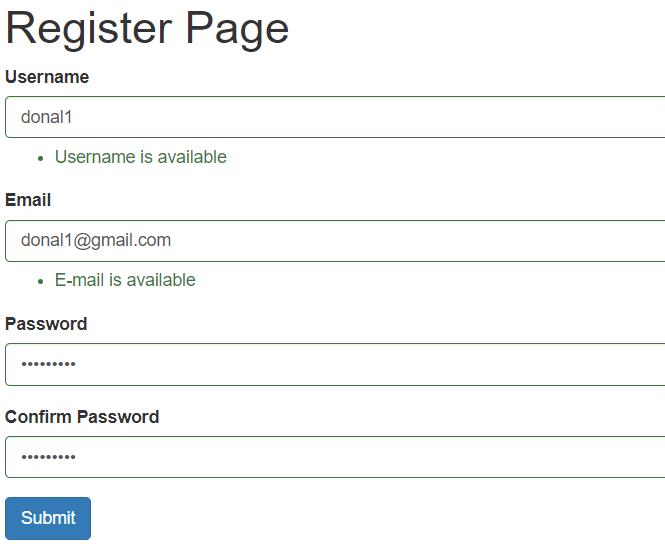 Register Page
Username
donal1
• Username is available
Email
donal1@gmail.com
• E-mail is available
Password
•••••••••
Confirm Password
•••••••••
Submit